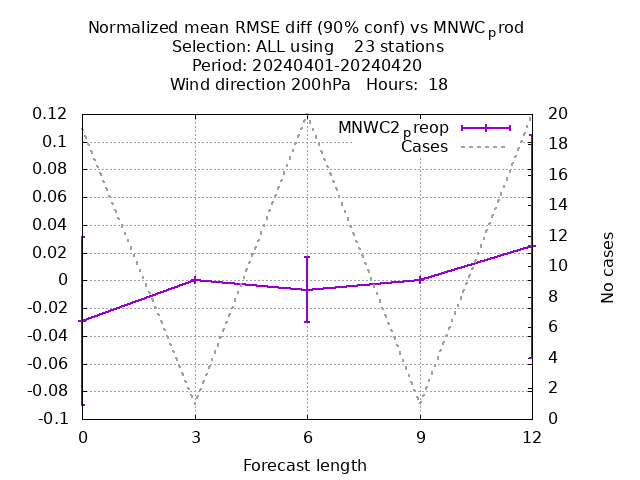 Normalized mean RMSE diff (90% conf) vs MNWCprod
Selection: ALL using    23 stations
Period: 20240401-20240420
Wind direction 200hPa   Hours:  18
MNWC2preop
Cases
0.12
0.1
0.08
0.06
0.04
0.02
0
-0.02
-0.04
-0.06
-0.08
-0.1
20
18
16
14
12
10
8
6
4
2
0
No cases
0 3 6 9 12
Forecast length